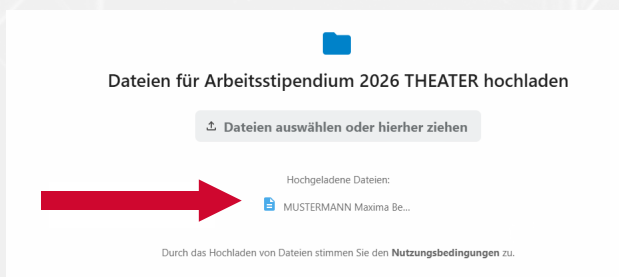 Dateien für Arbeitsstipendium 2026 THEATER hochladen
Dateien auswählen oder hierher ziehen
Hochgeladene Dateien:
MUSTERMANN Maxima Be...
Durch das Hochladen von Dateien stimmen Sie den Nutzungsbedingungen zu.